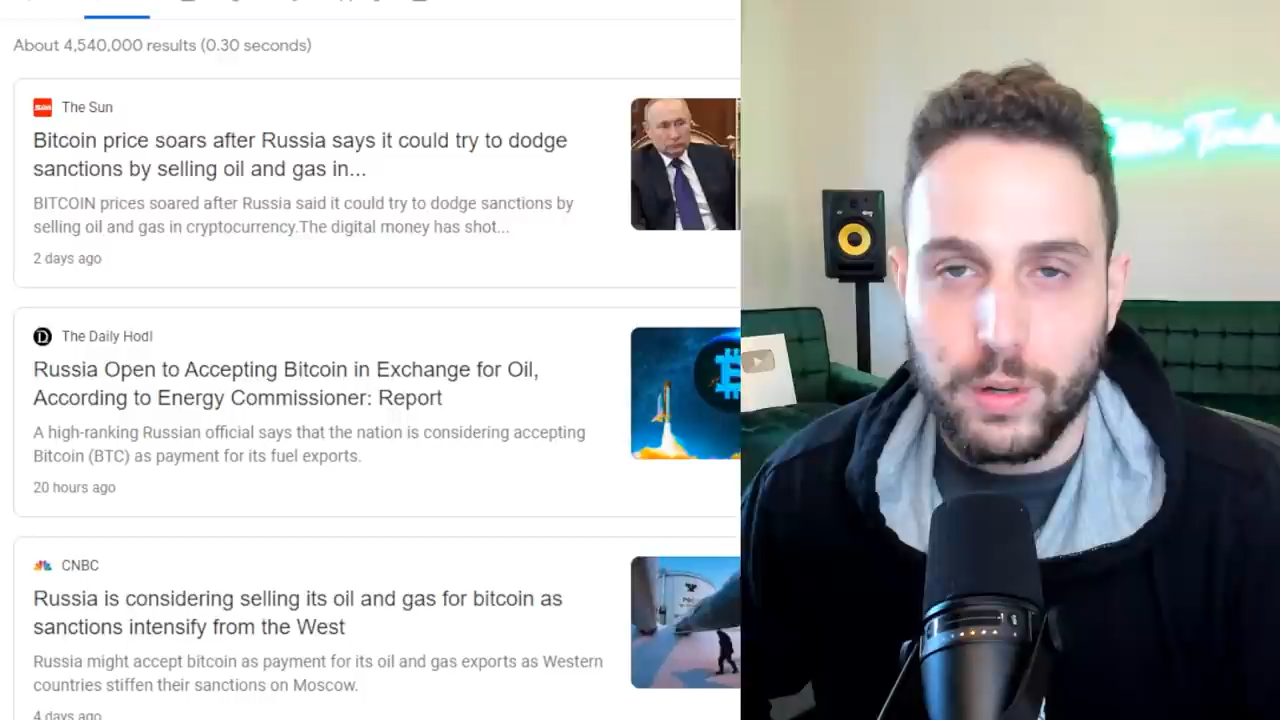 About 4,540,000 results (0.30 seconds)
The Sun
Bitcoin price soars after Russia says it could try to dodge
sanctions by selling oil and gas in...
BITCOIN prices soared after Russia said it could try to dodge sanctions by
selling oil and gas in cryptocurrency.The digital money has shot...
2 days ago
The Daily Hodl
Russia Open to Accepting Bitcoin in Exchange for Oil,
According to Energy Commissioner: Report
A high-ranking Russian official says that the nation is considering accepting
Bitcoin (BTC) as payment for its fuel exports.
20 hours ago
CNBC
Russia is considering selling its oil and gas for bitcoin as
sanctions intensify from the West
Russia might accept bitcoin as payment for its oil and gas exports as Western
countries stiffen their sanctions on Moscow.
4 days ago